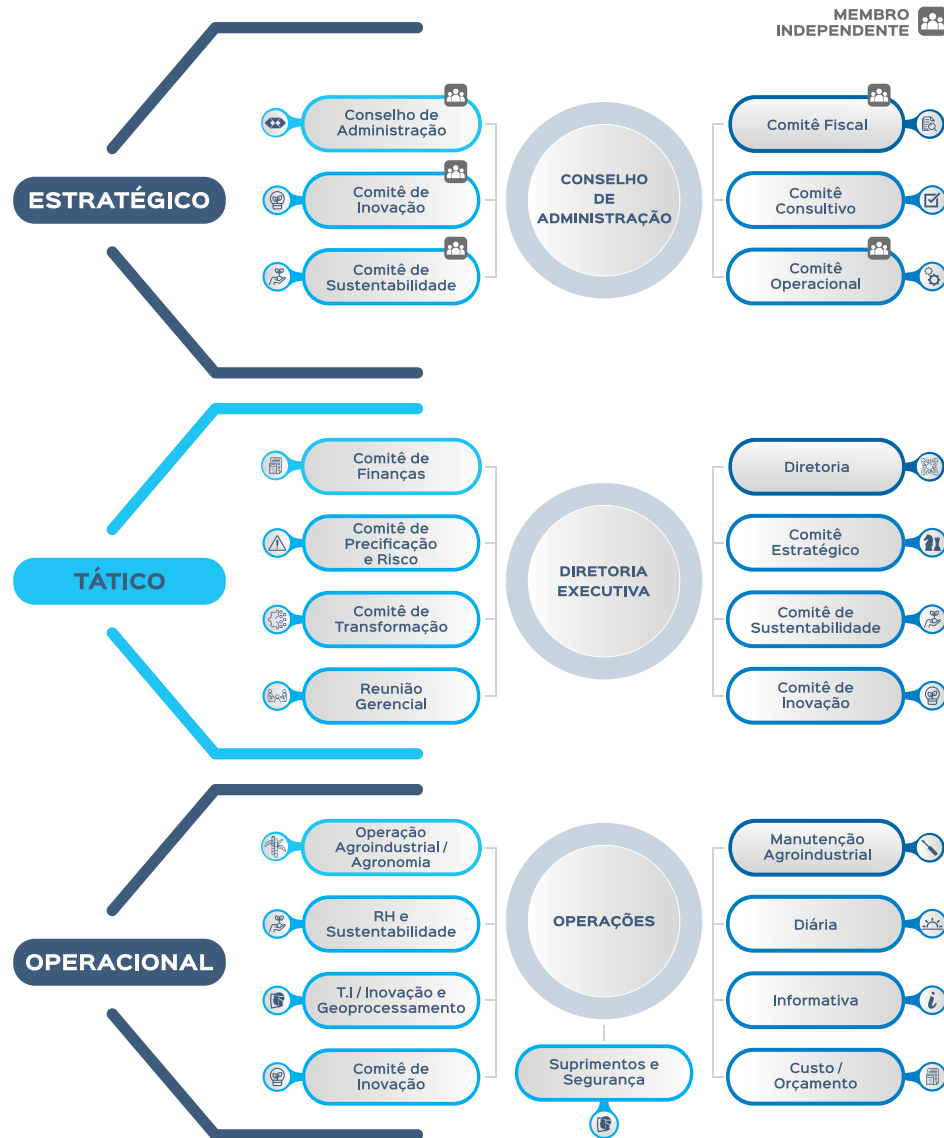 MEMBRO
INDEPENDENTE
ESTRATÉGICO
Conselho de
Administração
Comitê de
Inovação
Comitê de
Sustentabilidade
CONSELHO
DE
ADMINISTRAÇÃO
Comitê Fiscal
Comitê
Consultivo
Comitê
Operacional
TÁTICO
Comitê de
Finanças
Comitê de
Precificação
e Risco
Comitê de
Transformação
Reunião
Gerencial
DIRETORIA
EXECUTIVA
Diretoria
Comitê
Estratégico
Comitê de
Sustentabilidade
Comitê de
Inovação
OPERACIONAL
Operação
Agroindustrial /
Agronomia
RH e
Sustentabilidade
T.I / Inovação e
Geoprocessamento
Comitê de
Inovação
OPERAÇÕES
Suprimentos e
Segurança
Manutenção
Agroindustrial
Diária
Informativa
i
Custo /
Orçamento